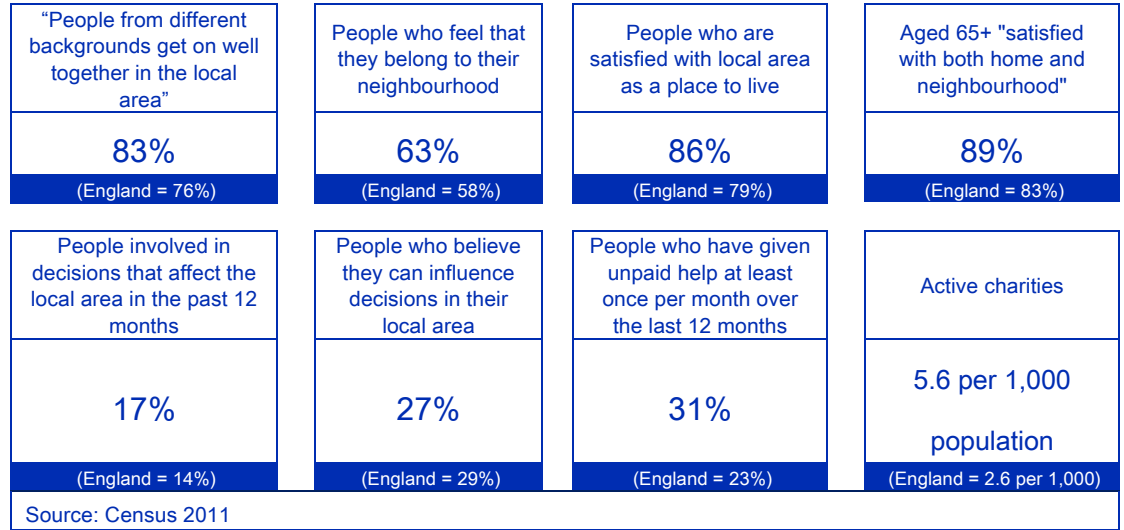 “People from different
backgrounds get on well
together in the local
area”
83%
(England = 76%)
People who feel that
they belong to their
neighbourhood
63%
(England = 58%)
People who are
satisfied with local area
as a place to live
86%
(England = 79%)
Aged 65+ "satisfied
with both home and
neighbourhood"
89%
(England = 83%)
People involved in
decisions that affect the
local area in the past 12
months
17%
(England = 14%)
People who believe
they can influence
decisions in their
local area
27%
(England = 29%)
People who have given
unpaid help at least
once per month over
the last 12 months
31%
(England = 23%)
Active charities
5.6 per 1,000
population
(England = 2.6 per 1,000)
Source: Census 2011